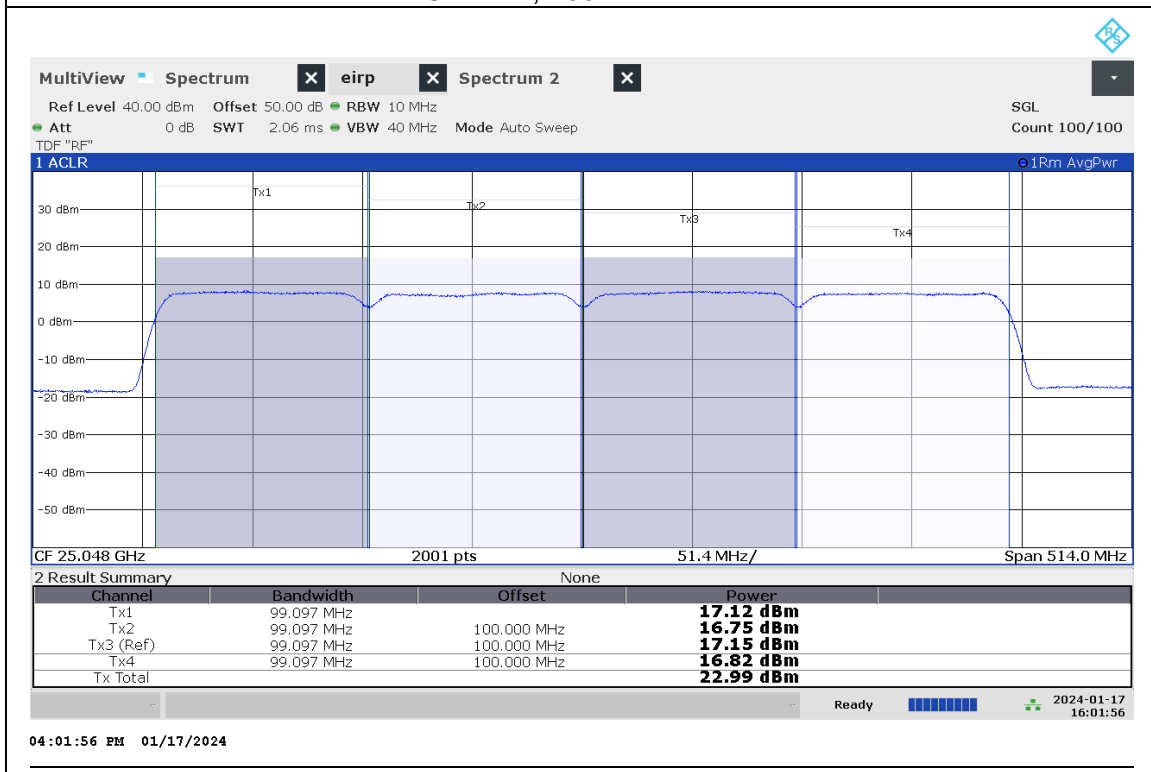 MultiView Spectrum X eirp X Spectrum 2 X
Ref Level 40.00 dBm Offset 50.00 dB RBW 10 MHz SGL
Att 0 dB SWT 2.06 ms VBW 40 MHz Mode Auto Sweep Count 100/100
TDF "RF"
1 ACLR 1Rm AvgPwr
Tx1
Tx2
30 dBm
Tx3
Tx4
20 dBm
10 dBm
0 dBm
-10 dBm
-20 dBm
-30 dBm
-40 dBm
-50 dBm
CF 25.048 GHz 2001 pts 51.4 MHz/ Span 514.0 MHz
2 Result Summary None
Channel Bandwidth Offset Power
Tx1 99.097 MHz 17.12 dBm
Tx2 99.097 MHz 100.000 MHz 16.75 dBm
Tx3 (Ref) 99.097 MHz 100.000 MHz 17.15 dBm
Tx4 99.097 MHz 100.000 MHz 16.82 dBm
Tx Total 22.99 dBm
Ready 2024-01-17
16:01:56
04:01:56 PM 01/17/2024